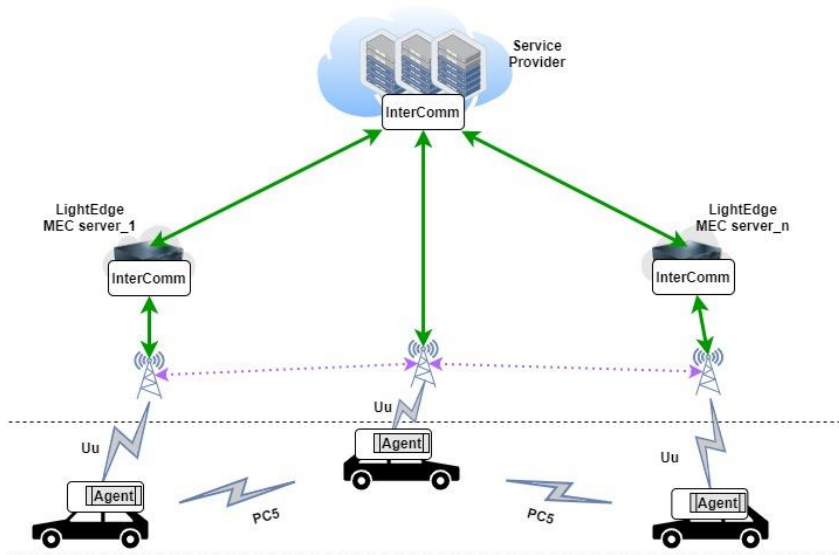 Service
Provider
InterComm
LightEdge
MEC server_1
LightEdge
MEC server_n
InterComm
InterComm
Uu
Uu
Uu
Agent
Agent
Agent
PC5
PC5